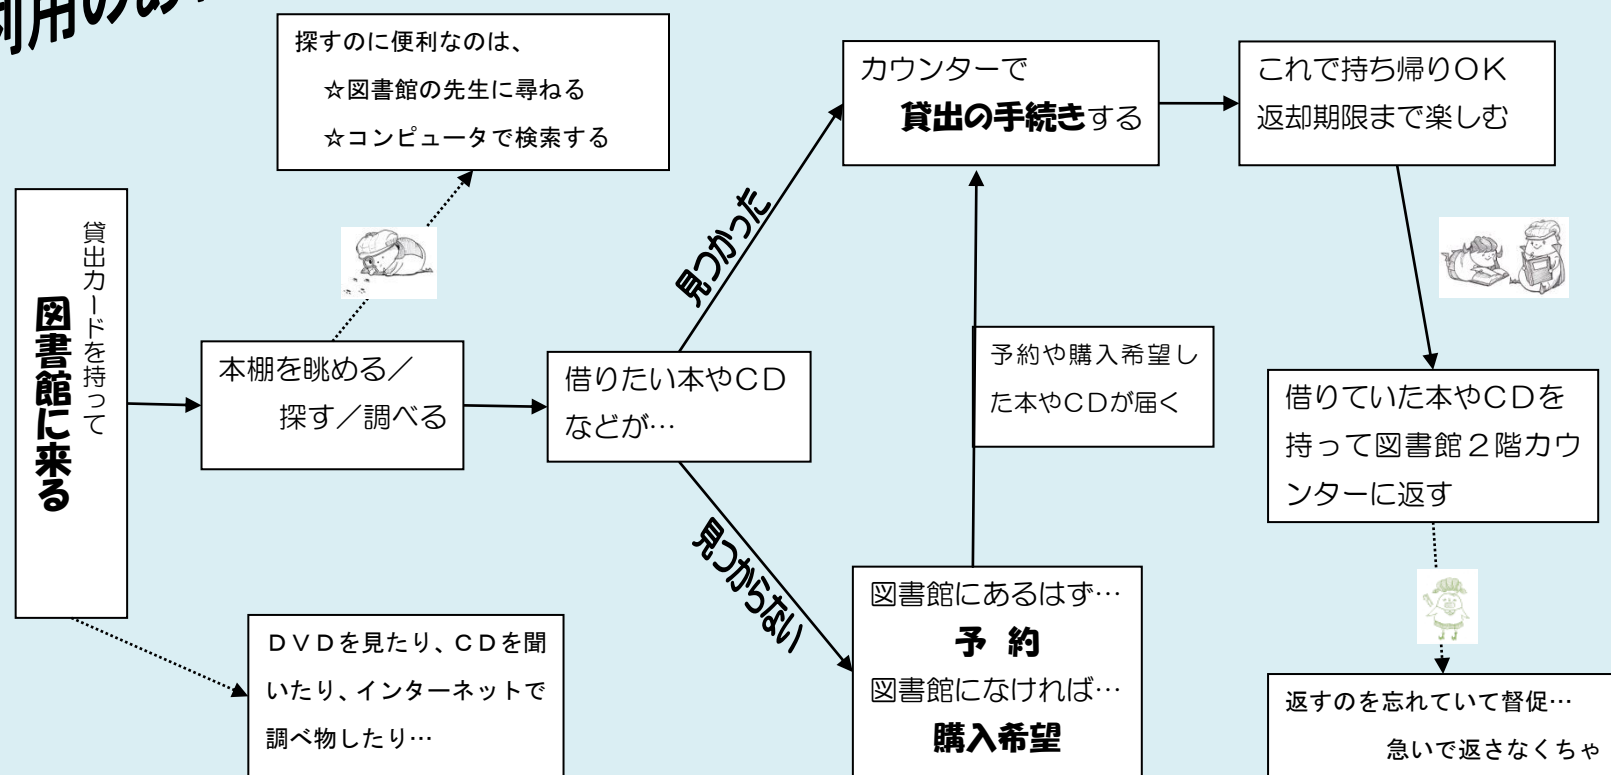 利用の
探すのに便利なのは、
☆図書館の先生に尋ねる
☆コンピュータで検索する
カウンターで
貸出の手続きする
これで持ち帰りOK
返却期限まで楽しむ
貸出カードを持って
図書館に来る
本棚を眺める/
探す/調べる
借りたい本やCD
などが…
見つかった
見つからない
予約や購入希望し
た本やCDが届く
借りていた本やCDを
持って図書館2階カウ
ンターに返す
図書館にあるはず…
予 約
図書館になければ…
購入希望
DVDを見たり、CDを聞
いたり、インターネットで
調べ物したり…
返すのを忘れていて督促…
急いで返さなくちゃ